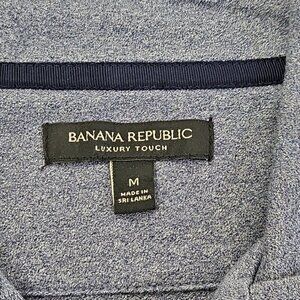 BANANA REPUBLIC
LUXURY TOUCH
M
MADE IN
SRI LANKA